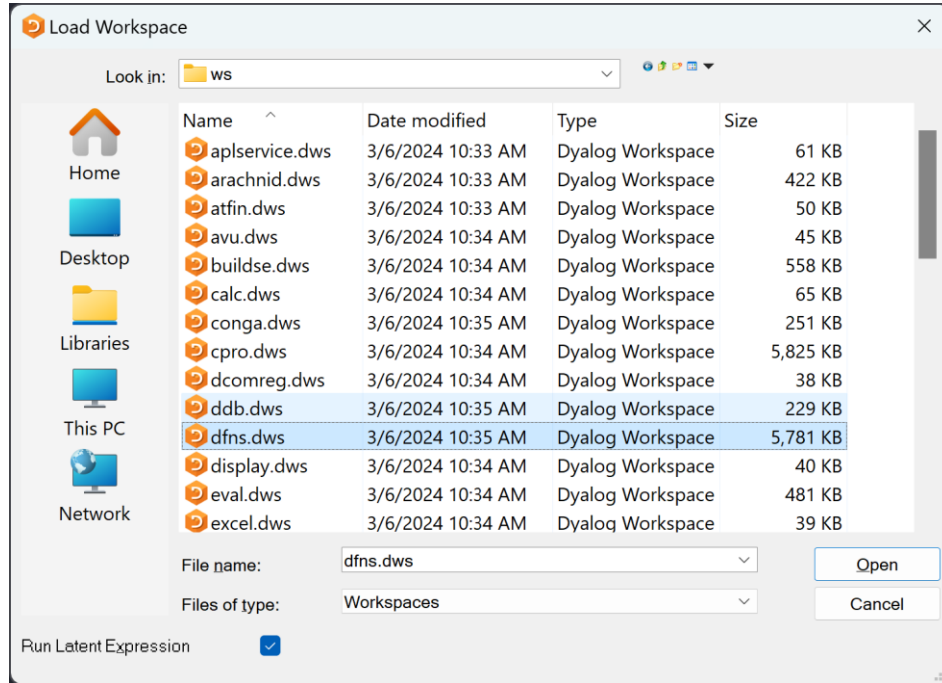 Load Workspace
Look in: ws
Name Date modified Type Size
aplservice.dws 3/6/2024 10:33 AM Dyalog Workspace 61 KB
arachnid.dws 3/6/2024 10:33 AM Dyalog Workspace 422 KB
atfin.dws 3/6/2024 10:33 AM Dyalog Workspace 50 KB
avu.dws 3/6/2024 10:34 AM Dyalog Workspace 45 KB
buildse.dws 3/6/2024 10:34 AM Dyalog Workspace 558 KB
calc.dws 3/6/2024 10:34 AM Dyalog Workspace 65 KB
conga.dws 3/6/2024 10:35 AM Dyalog Workspace 251 KB
cpro.dws 3/6/2024 10:34 AM Dyalog Workspace 5,825 KB
dcomreg.dws 3/6/2024 10:34 AM Dyalog Workspace 38 KB
ddb.dws 3/6/2024 10:35 AM Dyalog Workspace 229 KB
dfns.dws 3/6/2024 10:35 AM Dyalog Workspace 5,781 KB
display.dws 3/6/2024 10:34 AM Dyalog Workspace 40 KB
eval.dws 3/6/2024 10:34 AM Dyalog Workspace 481 KB
excel.dws 3/6/2024 10:34 AM Dyalog Workspace 39 KB
Home
Desktop
Libraries
This PC
Network
File name: dfns.dws Open
Files of type: Workspaces Cancel
Run Latent Expression